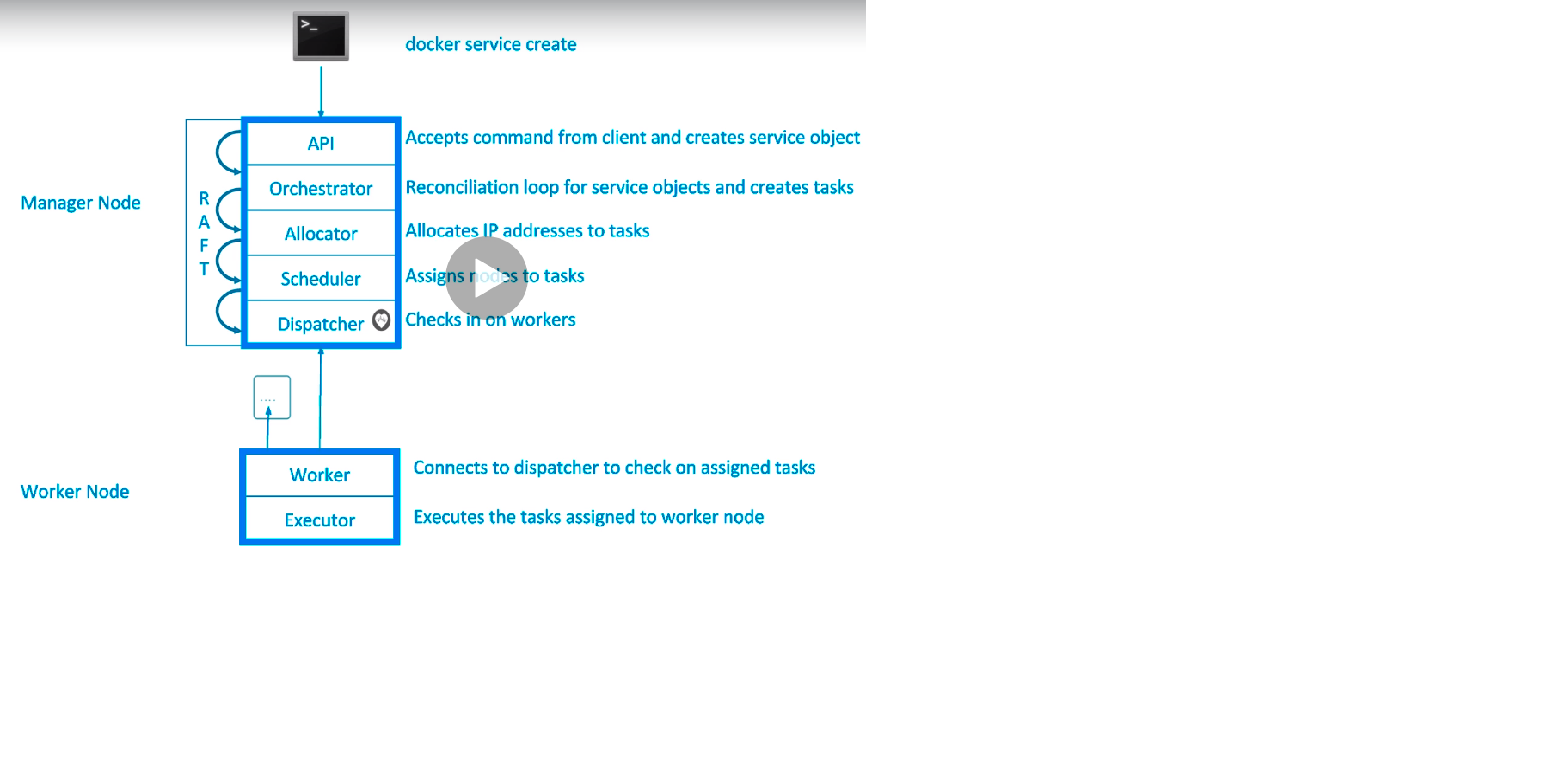 >_
docker service create
API
Accepts command from client and creates service object
Orchestrator
Reconciliation loop for service objects and creates tasks
Manager Node
R
A
F
T
Allocator
Allocates IP addresses to tasks
Scheduler
Assigns nodes to tasks
Dispatcher
Checks in on workers
....
Worker
Connects to dispatcher to check on assigned tasks
Worker Node
Executor
Executes the tasks assigned to worker node